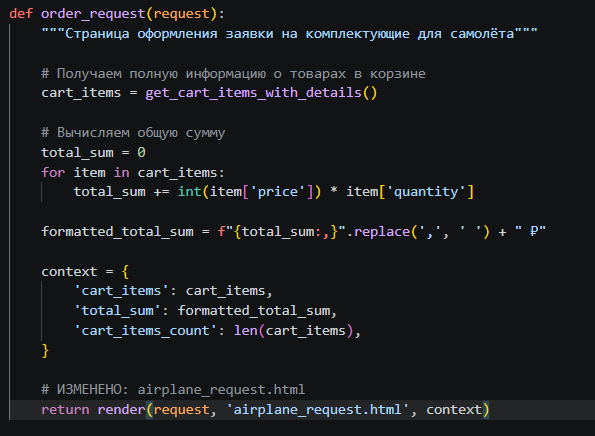 def order_request(request):
    """Страница оформления заявки на комплектующие для самолёта"""
    # Получаем полную информацию о товарах в корзине
    cart_items = get_cart_items_with_details()
    # Вычисляем общую сумму
    total_sum = 0
    for item in cart_items:
        total_sum += int(item['price']) * item['quantity']
    formatted_total_sum = f"{total_sum:,}".replace(',', ' ') + " ₽"
    context = {
        'cart_items': cart_items,
        'total_sum': formatted_total_sum,
        'cart_items_count': len(cart_items),
    }
    # ИЗМЕНЕНО: airplane_request.html
    return render(request, 'airplane_request.html', context)